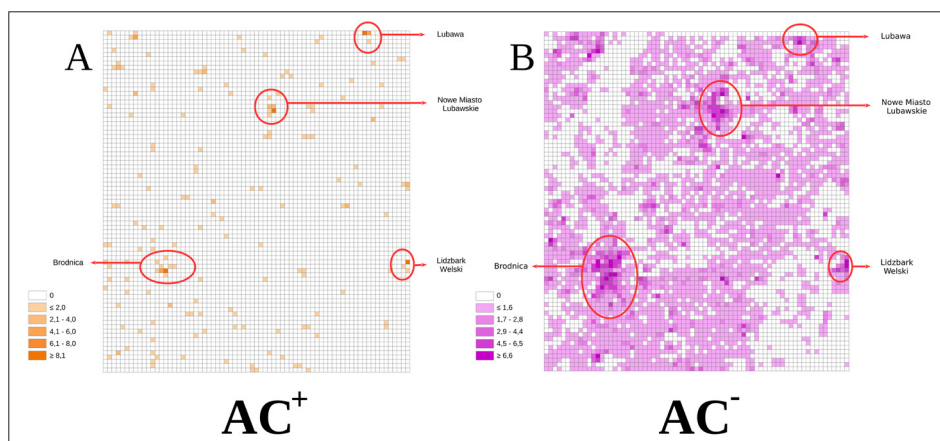 A
Lubawa
Nowe Miasto
Lubawskie
Brodnica
Lidzbark
Welski
0
≤ 2,0
2,1 - 4,0
4,1 - 6,0
6,1 - 8,0
≥ 8,1
AC+
B
Lubawa
Nowe Miasto
Lubawskie
Brodnica
Lidzbark
Welski
0
≤ 1,6
1,7 - 2,8
2,9 - 4,4
4,5 - 6,5
≥ 6,6
AC-